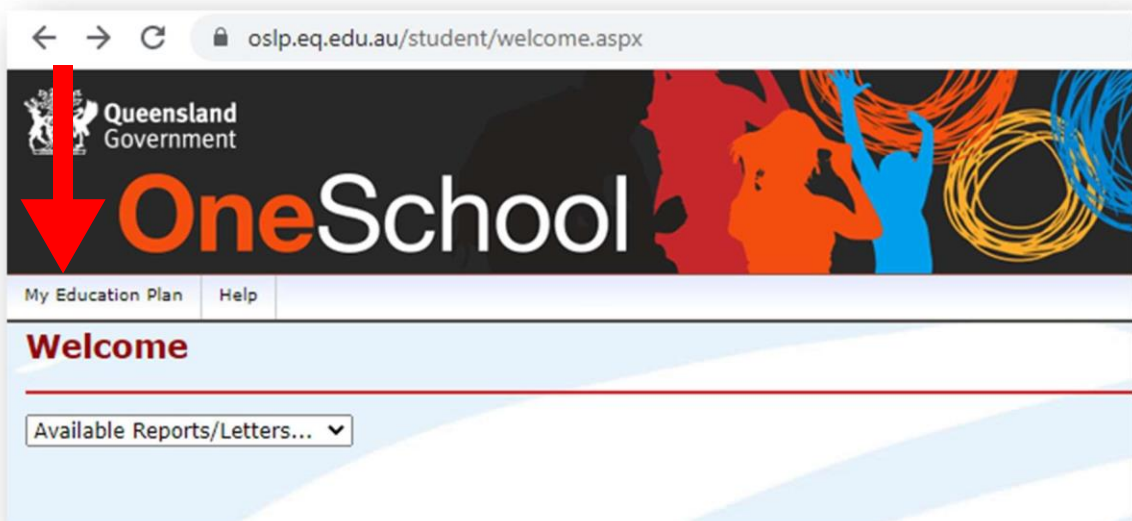 oslp.eq.edu.au/student/welcome.aspx
Queensland
Government
OneSchool
My Education Plan Help
Welcome
Available Reports/Letters...